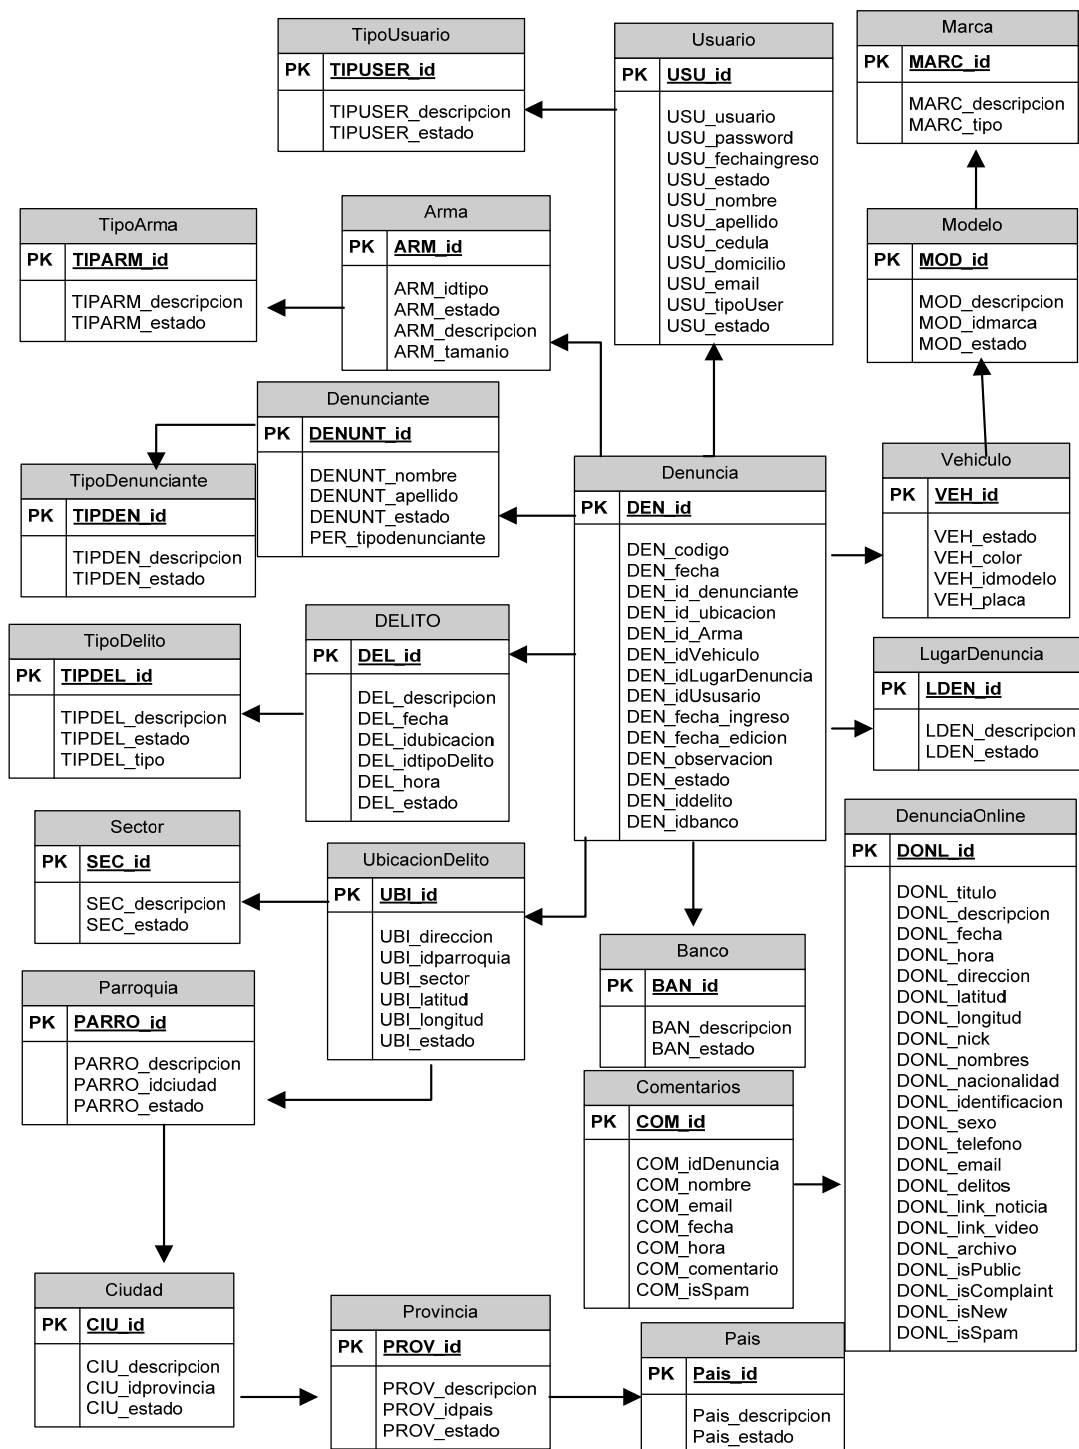 TipoUsuario
PK TIPUSER_id
TIPUSER_descripcion
TIPUSER_estado
Usuario
PK USU_id
USU_usuario
USU_password
USU_fechaingreso
USU_estado
USU_nombre
USU_apellido
USU_cedula
USU_domicilio
USU_email
USU_tipoUser
USU_estado
Marca
PK MARC_id
MARC_descripcion
MARC_tipo
TipoArma
PK TIPARM_id
TIPARM_descripcion
TIPARM_estado
Arma
PK ARM_id
ARM_idtipo
ARM_estado
ARM_descripcion
ARM_tamanio
Modelo
PK MOD_id
MOD_descripcion
MOD_idmarca
MOD_estado
Denunciante
PK DENUNT_id
DENUNT_nombre
DENUNT_apellido
DENUNT_estado
PER_tipodenunciante
TipoDenunciante
PK TIPDEN_id
TIPDEN_descripcion
TIPDEN_estado
Denuncia
PK DEN_id
DEN_codigo
DEN_fecha
DEN_id_denunciante
DEN_id_ubicacion
DEN_id_Arma
DEN_idVehiculo
DEN_idLugarDenuncia
DEN_idUsusario
DEN_fecha_ingreso
DEN_fecha_edicion
DEN_observacion
DEN_estado
DEN_iddelito
DEN_idbanco
Vehiculo
PK VEH_id
VEH_estado
VEH_color
VEH_idmodelo
VEH_placa
TipoDelito
PK TIPDEL_id
TIPDEL_descripcion
TIPDEL_estado
TIPDEL_tipo
DELITO
PK DEL_id
DEL_descripcion
DEL_fecha
DEL_idubicacion
DEL_idtipoDelito
DEL_hora
DEL_estado
LugarDenuncia
PK LDEN_id
LDEN_descripcion
LDEN_estado
Sector
PK SEC_id
SEC_descripcion
SEC_estado
UbicacionDelito
PK UBI_id
UBI_direccion
UBI_idparroquia
UBI_sector
UBI_latitud
UBI_longitud
UBI_estado
DenunciaOnline
PK DONL_id
DONL_titulo
DONL_descripcion
DONL_fecha
DONL_hora
DONL_direccion
DONL_latitud
DONL_longitud
DONL_nick
DONL_nombres
DONL_nacionalidad
DONL_identificacion
DONL_sexo
DONL_telefono
DONL_email
DONL_delitos
DONL_link_noticia
DONL_link_video
DONL_archivo
DONL_isPublic
DONL_isComplaint
DONL_isNew
DONL_isSpam
Banco
PK BAN_id
BAN_descripcion
BAN_estado
Parroquia
PK PARRO_id
PARRO_descripcion
PARRO_idciudad
PARRO_estado
Comentarios
PK COM_id
COM_idDenuncia
COM_nombre
COM_email
COM_fecha
COM_hora
COM_comentario
COM_isSpam
Ciudad
PK CIU_id
CIU_descripcion
CIU_idprovincia
CIU_estado
Provincia
PK PROV_id
PROV_descripcion
PROV_idpais
PROV_estado
Pais
PK Pais_id
Pais_descripcion
Pais_estado